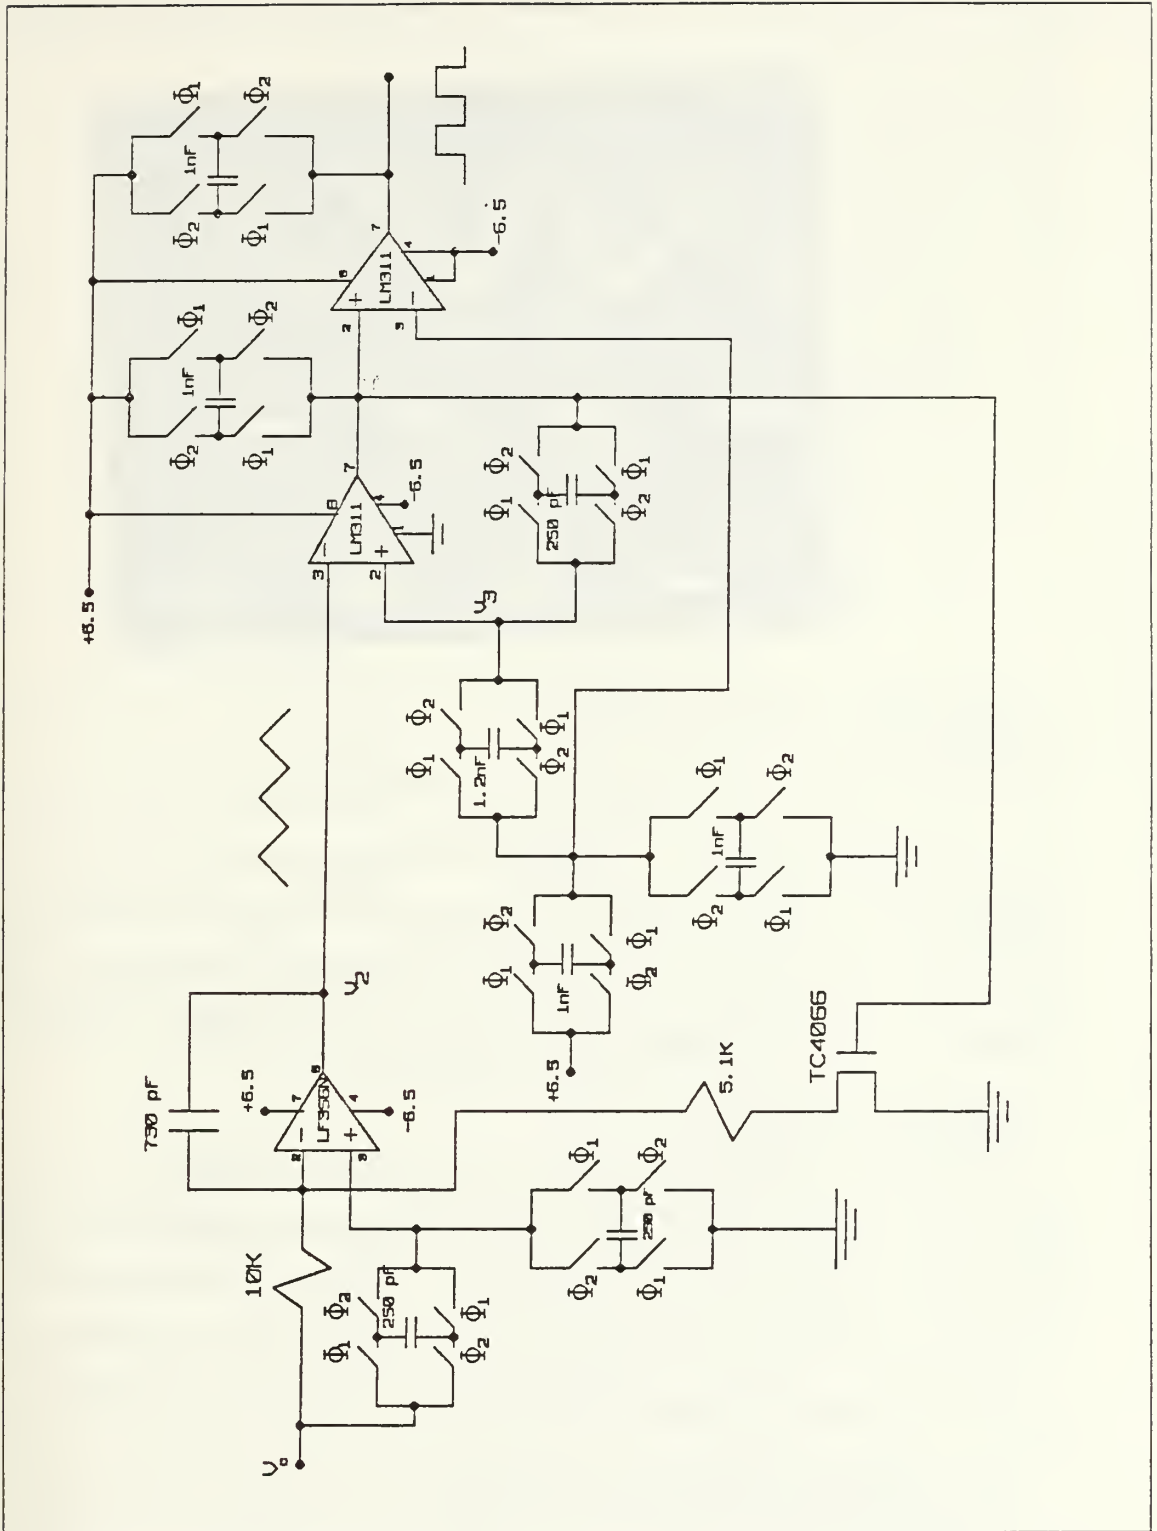 V₀
10K
Φ₁
Φ₂
250 pF
Φ₂
Φ₁
Φ₂
Φ₁
250 pF
Φ₁
Φ₂
730 pF
+6.5
7
2
−
LF356N
6
3
+
4
-6.5
V₂
5.1K
TC4066
+6.5
Φ₁
Φ₂
1nF
Φ₂
Φ₁
Φ₂
Φ₁
1nF
Φ₁
Φ₂
Φ₁
Φ₂
1.2nF
Φ₂
Φ₁
V₃
+6.5
3
−
8
LM311
7
2
+
1
4
-6.5
Φ₁
Φ₂
250 pF
Φ₂
Φ₁
Φ₂
Φ₁
1nF
Φ₁
Φ₂
2
+
8
LM311
7
3
−
1
4
-6.5
Φ₂
Φ₁
1nF
Φ₁
Φ₂